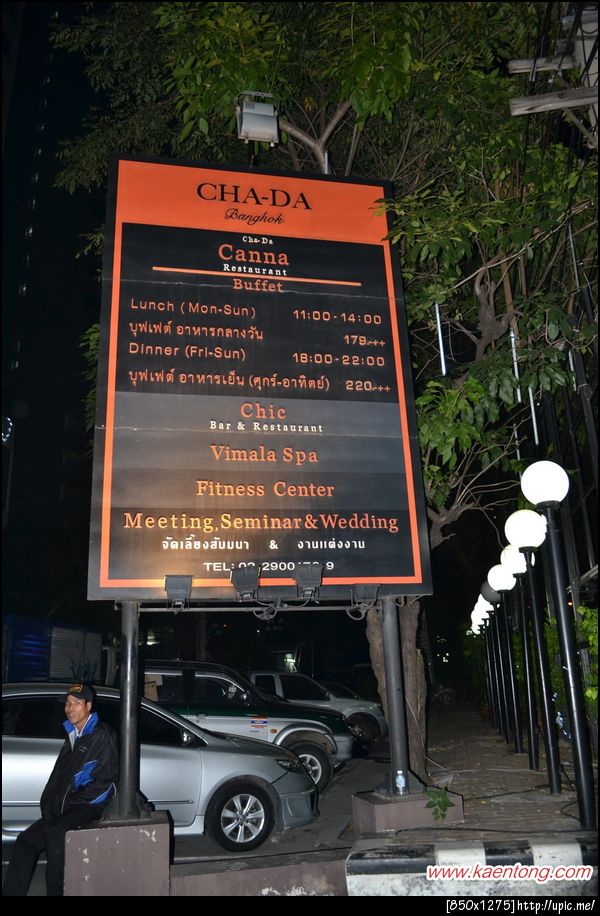 CHA-DA
Bangkok
Cha-Da
Canna
Restaurant
Buffet
Lunch (Mon-Sun) 11:00-14:00
บุฟเฟต์ อาหารกลางวัน 179.-++
Dinner (Fri-Sun) 18:00-22:00
บุฟเฟต์ อาหารเย็น (ศุกร์-อาทิตย์) 220.-++
Chic
Bar & Restaurant
Vimala Spa
Fitness Center
Meeting,Seminar&Wedding
จัดเลี้ยงสัมมนา & งานแต่งงาน
TEL:
www.kaentong.com
[850x1275]http://upic.me/